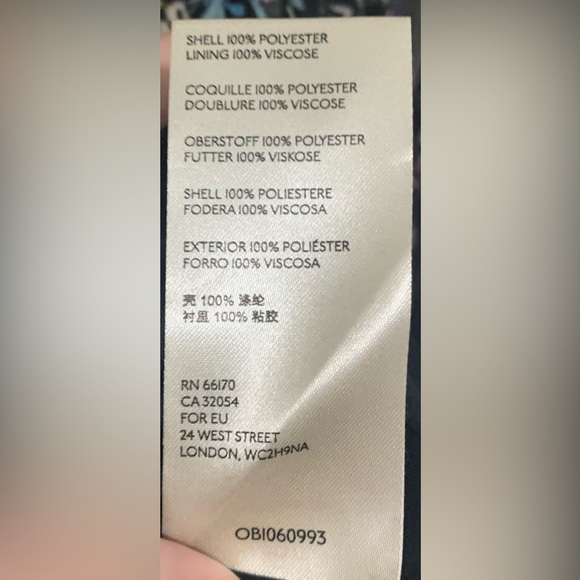 SHELL 100% POLYESTER
LINING 100% VISCOSE
COQUILLE 100% POLYESTER
DOUBLURE 100% VISCOSE
OBERSTOFF 100% POLYESTER
FUTTER 100% VISKOSE
SHELL 100% POLIESTERE
FODERA 100% VISCOSA
EXTERIOR 100% POLIÉSTER
FORRO 100% VISCOSA
壳 100% 涤纶
衬里 100% 粘胶
RN 66170
CA 32054
FOR EU
24 WEST STREET
LONDON, WC2H9NA
OB1060993